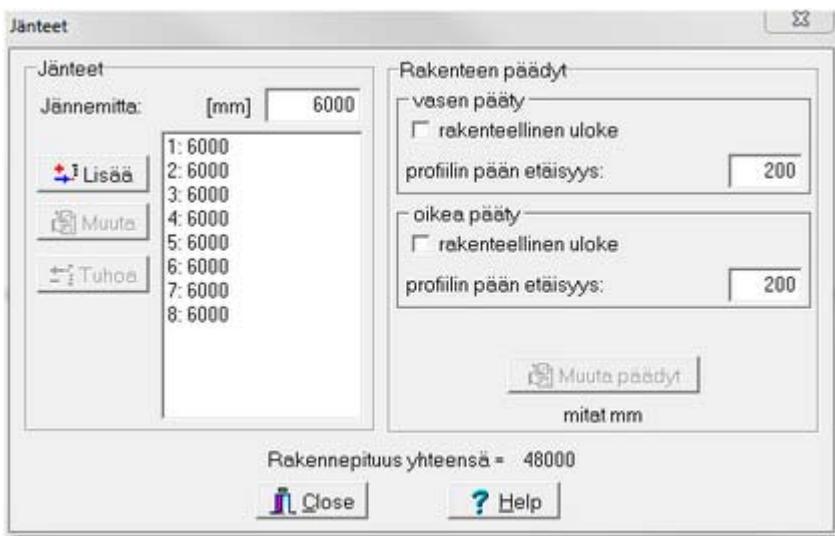 Jänteet
Jänteet
Jännemitta: [mm] 6000
1: 6000
2: 6000
3: 6000
4: 6000
5: 6000
6: 6000
7: 6000
8: 6000
Lisää
Muuta
Tuhoa
Rakenteen päädyt
vasen pääty
rakenteellinen uloke
profiilin pään etäisyys: 200
oikea pääty
rakenteellinen uloke
profiilin pään etäisyys: 200
Muuta päädyt
mitat mm
Rakennepituus yhteensä = 48000
Close
? Help